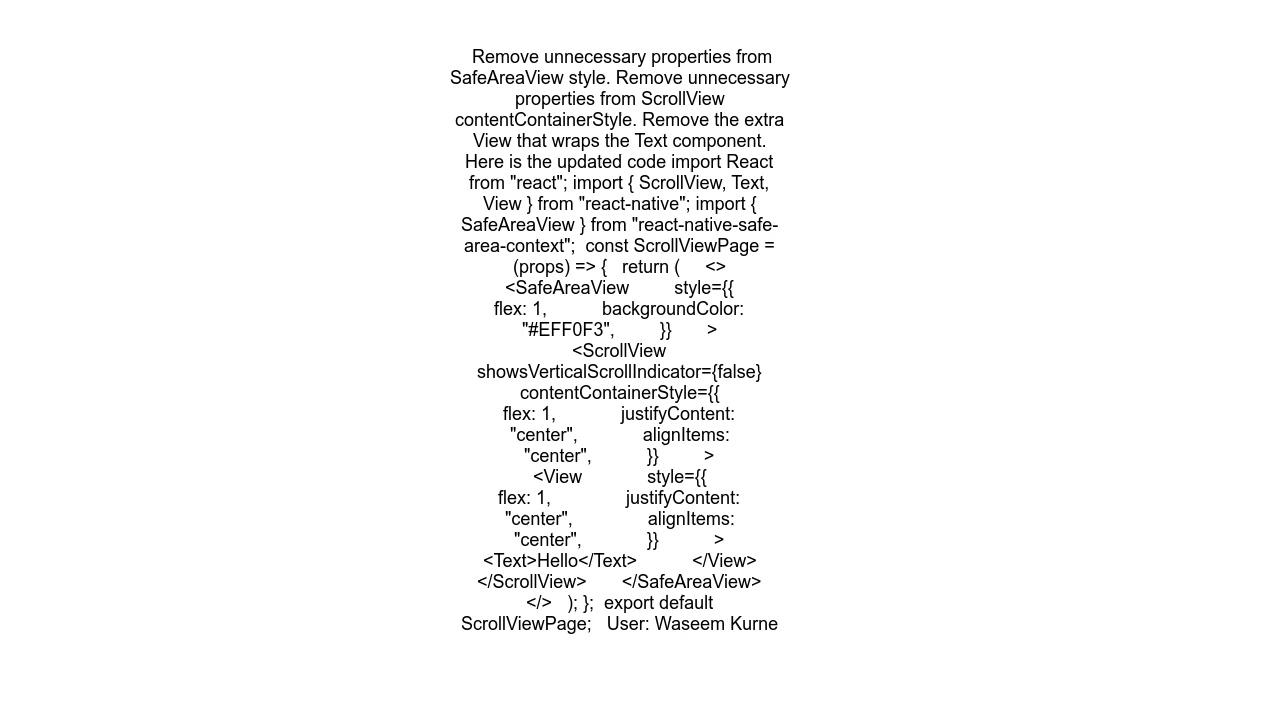 Remove unnecessary properties from
SafeAreaView style. Remove unnecessary
properties from ScrollView
contentContainerStyle. Remove the extra
View that wraps the Text component.
Here is the updated code import React
from "react"; import { ScrollView, Text,
View } from "react-native"; import {
SafeAreaView } from "react-native-safe-
area-context";  const ScrollViewPage =
(props) => {   return (     <>
<SafeAreaView         style={{
flex: 1,           backgroundColor:
"#EFF0F3",         }}       >
<ScrollView
showsVerticalScrollIndicator={false}
contentContainerStyle={{
flex: 1,             justifyContent:
"center",             alignItems:
"center",           }}         >
<View             style={{
flex: 1,               justifyContent:
"center",               alignItems:
"center",             }}           >
<Text>Hello</Text>           </View>
</ScrollView>       </SafeAreaView>
</>   ); };  export default
ScrollViewPage;   User: Waseem Kurne